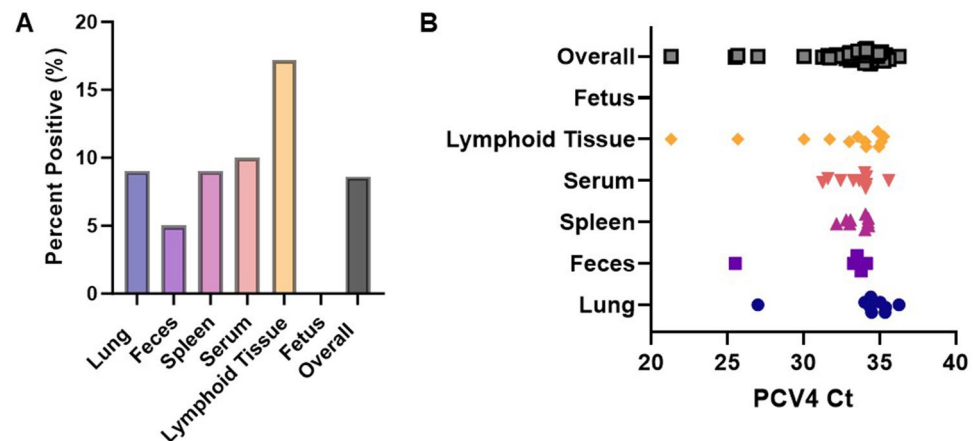 A
Percent Positive (%)
20
15
10
5
0
Lung
Feces
Spleen
Serum
Lymphoid Tissue
Fetus
Overall
B
Overall
Fetus
Lymphoid Tissue
Serum
Spleen
Feces
Lung
20 25 30 35 40
PCV4 Ct